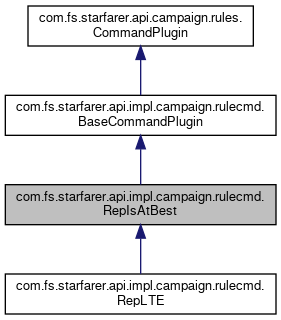 com.fs.starfarer.api.campaign.rules.
CommandPlugin
com.fs.starfarer.api.impl.campaign.rulecmd.
BaseCommandPlugin
com.fs.starfarer.api.impl.campaign.rulecmd.
RepIsAtBest
com.fs.starfarer.api.impl.campaign.rulecmd.
RepLTE